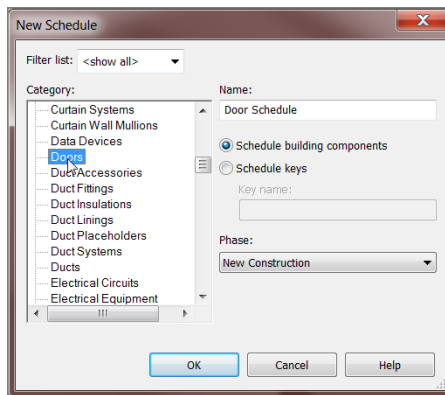 New Schedule
Filter list: <show all>
Category:
Curtain Systems
Curtain Wall Mullions
Data Devices
Doors
Duct Accessories
Duct Fittings
Duct Insulations
Duct Linings
Duct Placeholders
Duct Systems
Ducts
Electrical Circuits
Electrical Equipment
Name:
Door Schedule
Schedule building components
Schedule keys
Key name:
Phase:
New Construction
OK Cancel Help